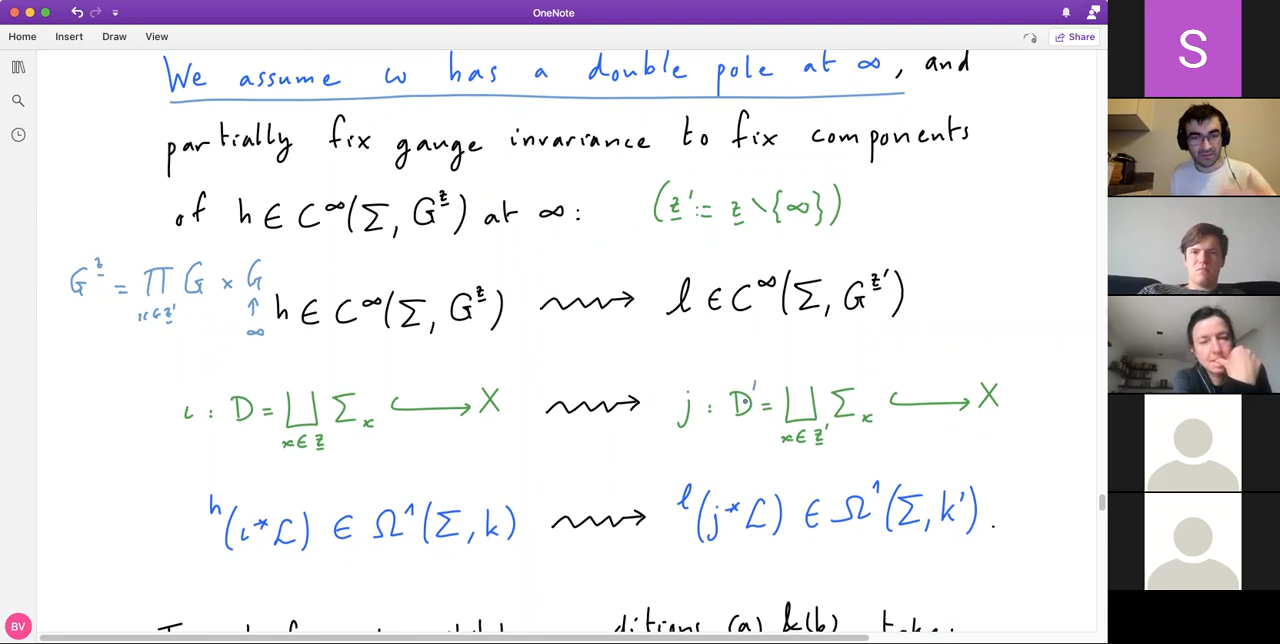 OneNote
Home Insert Draw View Share
We assume ω has a double pole at ∞, and
partially fix gauge invariance to fix components
of h ∈ C^∞(Σ, G^z̲) at ∞: (z̲' := z̲ \ {∞})
G^z̲ = ∏_{x∈z̲'} G × G
↑
∞
h ∈ C^∞(Σ, G^z̲) ⟿ l ∈ C^∞(Σ, G^z̲')
ι : D = ⊔_{x∈z̲} Σ_x ↪ X ⟿ j : D' = ⊔_{x∈z̲'} Σ_x ↪ X
^h(ι*L) ∈ Ω^1(Σ, k) ⟿ ^l(j*L) ∈ Ω^1(Σ, k').
(a) & (b)
S
BV